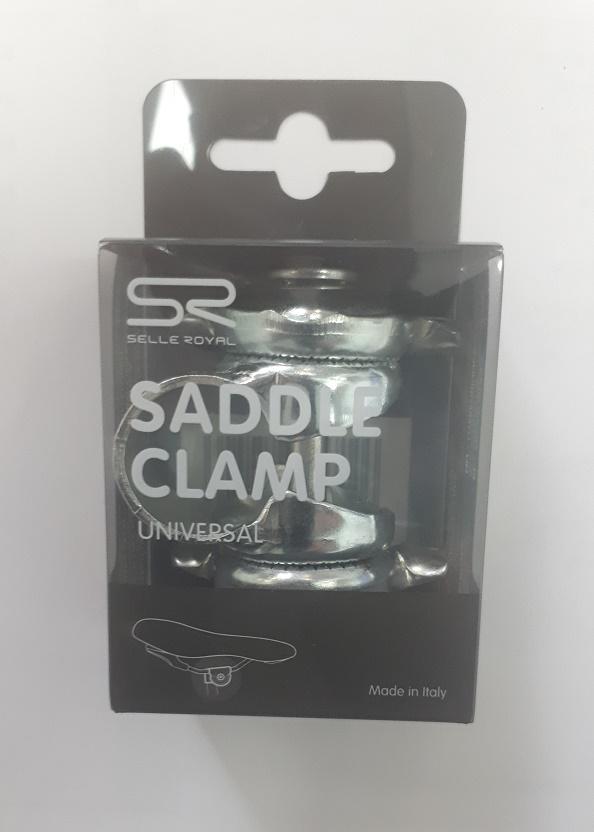 SR
SELLE ROYAL
SADDLE
CLAMP
UNIVERSAL
Made in Italy